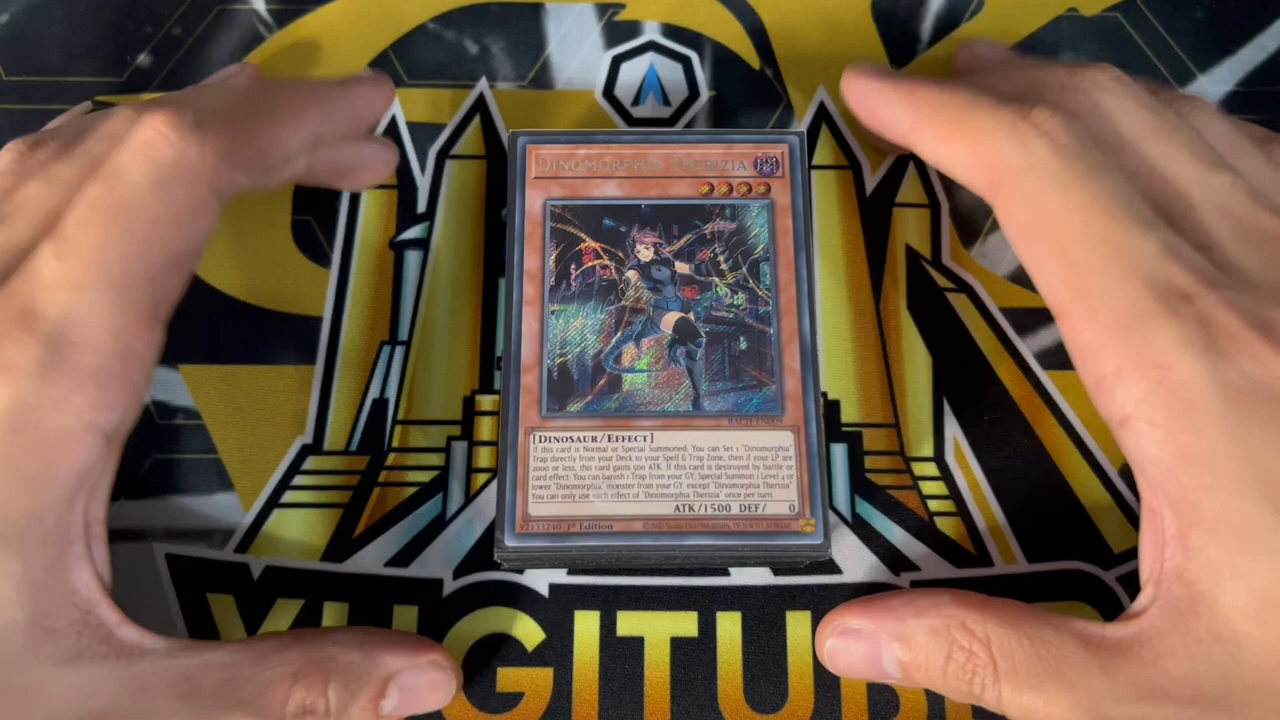 DINOMORPHIA THERIZIA
BACH-EN009
[DINOSAUR/EFFECT]
If this card is Normal or Special Summoned: You can Set 1 "Dinomorphia"
Trap directly from your Deck to your Spell & Trap Zone, then if your LP are
2000 or less, this card gains 500 ATK. If this card is destroyed by battle or
card effect: You can banish 1 Trap from your GY; Special Summon 1 Level 4 or
lower "Dinomorphia" monster from your GY, except "Dinomorphia Therizia".
You can only use each effect of "Dinomorphia Therizia" once per turn.
ATK/1500 DEF/ 0
92133240 1st Edition
YUGITUBE